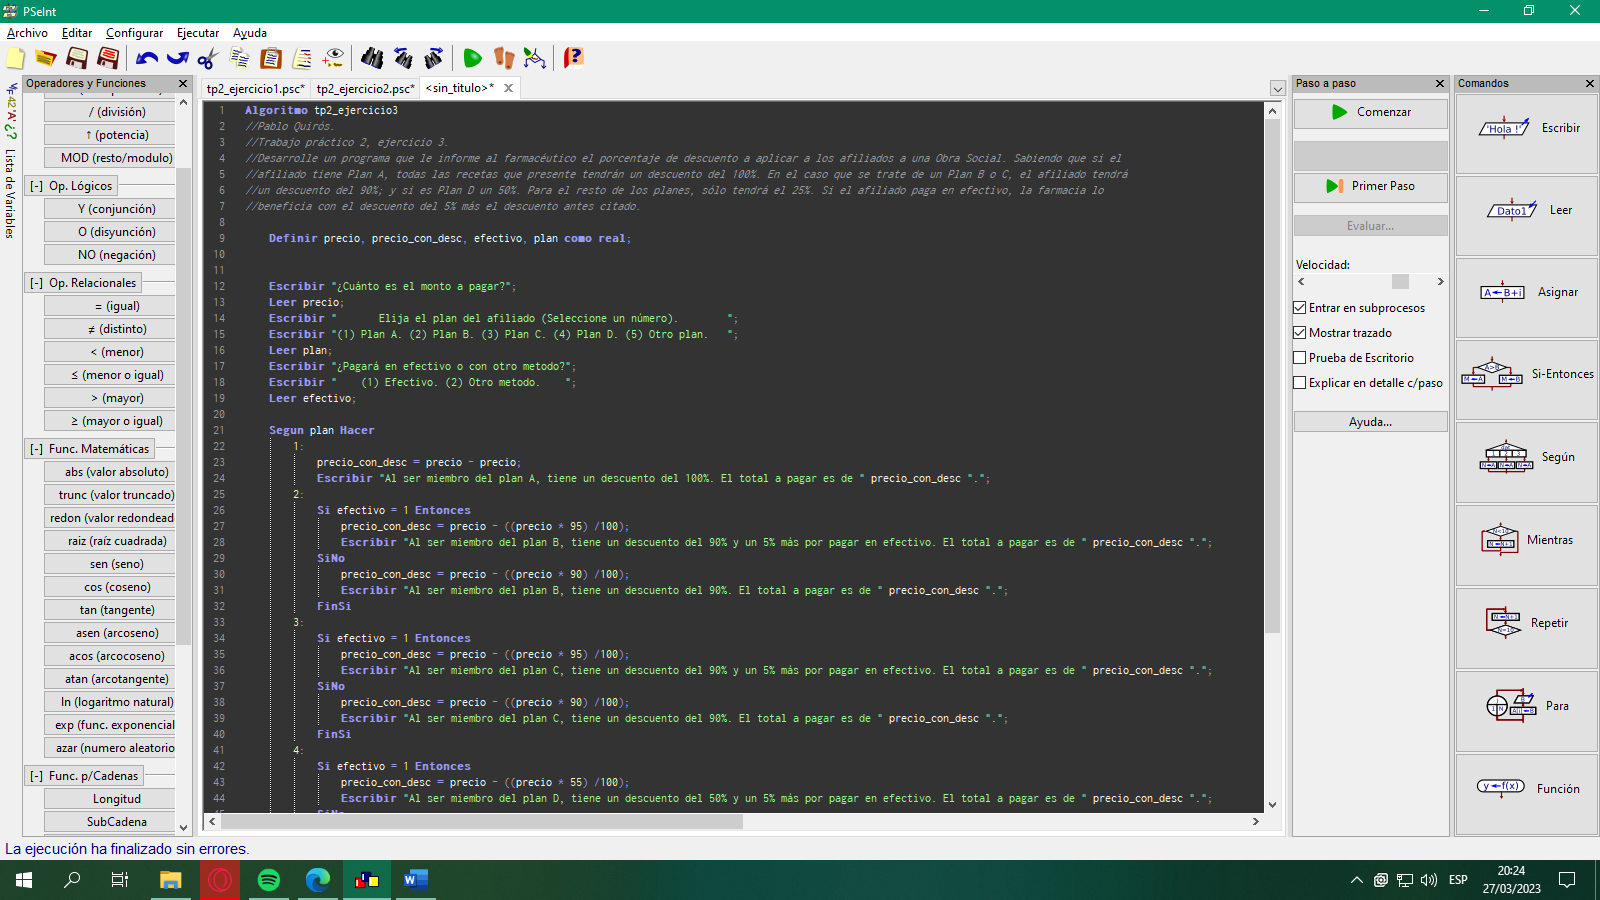 PSeInt
Archivo Editar Configurar Ejecutar Ayuda
Operadores y Funciones
/ (división)
↑ (potencia)
MOD (resto/modulo)
[-] Op. Lógicos
Y (conjunción)
O (disyunción)
NO (negación)
[-] Op. Relacionales
= (igual)
≠ (distinto)
< (menor)
≤ (menor o igual)
> (mayor)
≥ (mayor o igual)
[-] Func. Matemáticas
abs (valor absoluto)
trunc (valor truncado)
redon (valor redondead
raiz (raíz cuadrada)
sen (seno)
cos (coseno)
tan (tangente)
asen (arcoseno)
acos (arcocoseno)
atan (arcotangente)
ln (logaritmo natural)
exp (func. exponencial
azar (numero aleatorio
[-] Func. p/Cadenas
Longitud
SubCadena
Lista de Variables
tp2_ejercicio1.psc* tp2_ejercicio2.psc* <sin_titulo>*
1 Algoritmo tp2_ejercicio3
2 //Pablo Quirós.
3 //Trabajo práctico 2, ejercicio 3.
4 //Desarrolle un programa que le informe al farmacéutico el porcentaje de descuento a aplicar a los afiliados a una Obra Social. Sabiendo que si el
5 //afiliado tiene Plan A, todas las recetas que presente tendrán un descuento del 100%. En el caso que se trate de un Plan B o C, el afiliado tendrá
6 //un descuento del 90%; y si es Plan D un 50%. Para el resto de los planes, sólo tendrá el 25%. Si el afiliado paga en efectivo, la farmacia lo
7 //beneficia con el descuento del 5% más el descuento antes citado.
8
9 Definir precio, precio_con_desc, efectivo, plan como real;
10
11
12 Escribir "¿Cuánto es el monto a pagar?";
13 Leer precio;
14 Escribir "       Elija el plan del afiliado (Seleccione un número).        ";
15 Escribir "(1) Plan A. (2) Plan B. (3) Plan C. (4) Plan D. (5) Otro plan.   ";
16 Leer plan;
17 Escribir "¿Pagará en efectivo o con otro metodo?";
18 Escribir "    (1) Efectivo. (2) Otro metodo.    ";
19 Leer efectivo;
20
21 Segun plan Hacer
22 1:
23 precio_con_desc = precio - precio;
24 Escribir "Al ser miembro del plan A, tiene un descuento del 100%. El total a pagar es de " precio_con_desc ".";
25 2:
26 Si efectivo = 1 Entonces
27 precio_con_desc = precio - ((precio * 95) /100);
28 Escribir "Al ser miembro del plan B, tiene un descuento del 90% y un 5% más por pagar en efectivo. El total a pagar es de " precio_con_desc ".";
29 SiNo
30 precio_con_desc = precio - ((precio * 90) /100);
31 Escribir "Al ser miembro del plan B, tiene un descuento del 90%. El total a pagar es de " precio_con_desc ".";
32 FinSi
33 3:
34 Si efectivo = 1 Entonces
35 precio_con_desc = precio - ((precio * 95) /100);
36 Escribir "Al ser miembro del plan C, tiene un descuento del 90% y un 5% más por pagar en efectivo. El total a pagar es de " precio_con_desc ".";
37 SiNo
38 precio_con_desc = precio - ((precio * 90) /100);
39 Escribir "Al ser miembro del plan C, tiene un descuento del 90%. El total a pagar es de " precio_con_desc ".";
40 FinSi
41 4:
42 Si efectivo = 1 Entonces
43 precio_con_desc = precio - ((precio * 55) /100);
44 Escribir "Al ser miembro del plan D, tiene un descuento del 50% y un 5% más por pagar en efectivo. El total a pagar es de " precio_con_desc ".";
Paso a paso
Comenzar
Primer Paso
Evaluar...
Velocidad:
Entrar en subprocesos
Mostrar trazado
Prueba de Escritorio
Explicar en detalle c/paso
Ayuda...
Comandos
'Hola !' Escribir
Dato1 Leer
A←B+i Asignar
Si-Entonces
Según
Mientras
Repetir
Para
y←f(x) Función
La ejecución ha finalizado sin errores.
ESP
20:24
27/03/2023